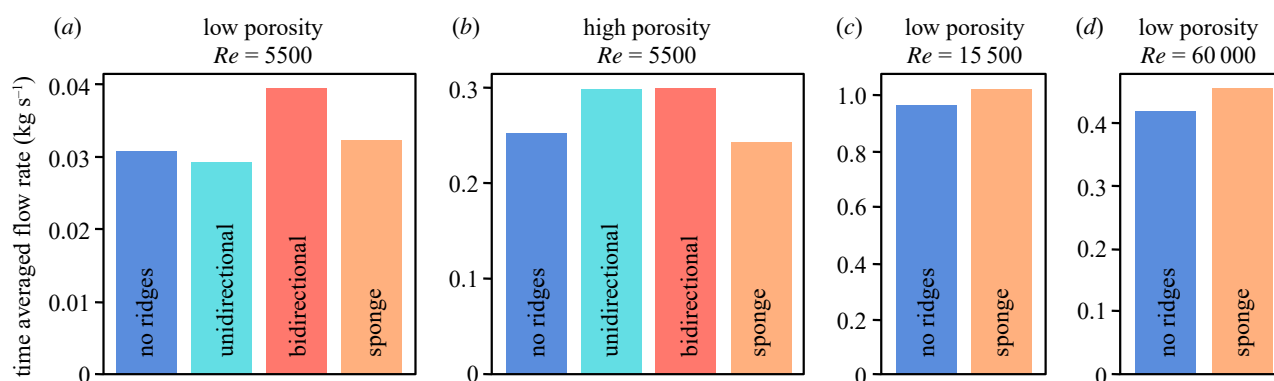 (a) low porosity
Re = 5500
time averaged flow rate (kg s⁻¹)
0.04
0.03
0.02
0.01
0
no ridges
unidirectional
bidirectional
sponge
(b) high porosity
Re = 5500
0.3
0.2
0.1
0
no ridges
unidirectional
bidirectional
sponge
(c) low porosity
Re = 15 500
1.0
0.8
0.6
0.4
0.2
0.0
no ridges
sponge
(d) low porosity
Re = 60 000
0.4
0.3
0.2
0.1
0
no ridges
sponge